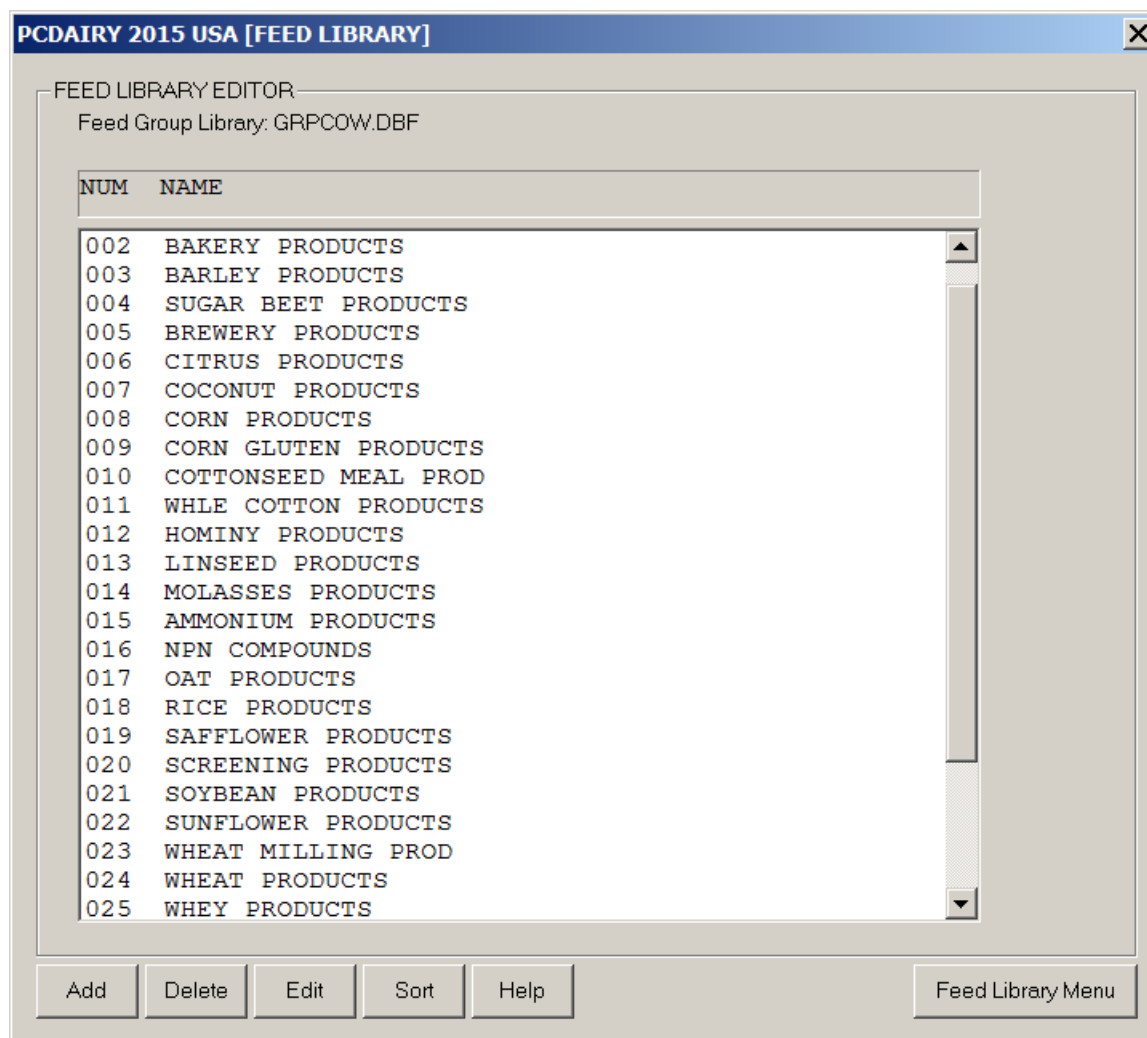 PCDAIRY 2015 USA [FEED LIBRARY]
FEED LIBRARY EDITOR
Feed Group Library: GRPCOW.DBF
NUM NAME
002 BAKERY PRODUCTS
003 BARLEY PRODUCTS
004 SUGAR BEET PRODUCTS
005 BREWERY PRODUCTS
006 CITRUS PRODUCTS
007 COCONUT PRODUCTS
008 CORN PRODUCTS
009 CORN GLUTEN PRODUCTS
010 COTTONSEED MEAL PROD
011 WHLE COTTON PRODUCTS
012 HOMINY PRODUCTS
013 LINSEED PRODUCTS
014 MOLASSES PRODUCTS
015 AMMONIUM PRODUCTS
016 NPN COMPOUNDS
017 OAT PRODUCTS
018 RICE PRODUCTS
019 SAFFLOWER PRODUCTS
020 SCREENING PRODUCTS
021 SOYBEAN PRODUCTS
022 SUNFLOWER PRODUCTS
023 WHEAT MILLING PROD
024 WHEAT PRODUCTS
025 WHEY PRODUCTS
Add Delete Edit Sort Help Feed Library Menu